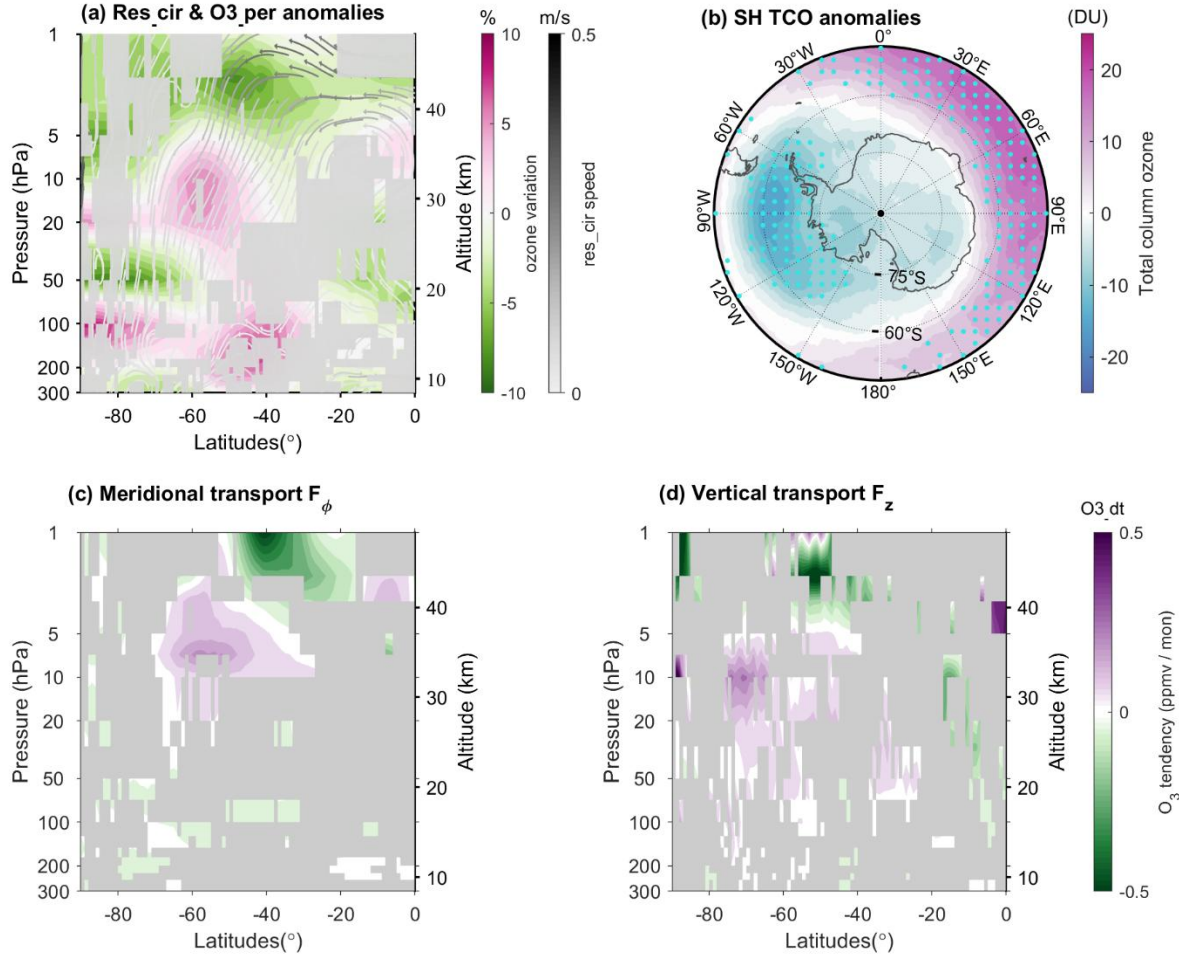 (a) Res_cir & O3_per anomalies
%
m/s
1
5
10
20
50
100
200
300
Pressure (hPa)
-80
-60
-40
-20
0
Latitudes(°)
40
30
20
10
Altitude (km)
10
5
0
-5
-10
ozone variation
0.5
0
res_cir speed
(b) SH TCO anomalies
(DU)
0°
30°E
60°E
90°E
120°E
150°E
180°
150°W
120°W
90°W
60°W
30°W
75°S
60°S
20
10
0
-10
-20
Total column ozone
(c) Meridional transport Fϕ
1
5
10
20
50
100
200
300
Pressure (hPa)
-80
-60
-40
-20
0
Latitudes(°)
40
30
20
10
Altitude (km)
(d) Vertical transport Fz
1
5
10
20
50
100
200
300
Pressure (hPa)
-80
-60
-40
-20
0
Latitudes(°)
40
30
20
10
Altitude (km)
O3_dt
0.5
0
-0.5
O3 tendency (ppmv / mon)